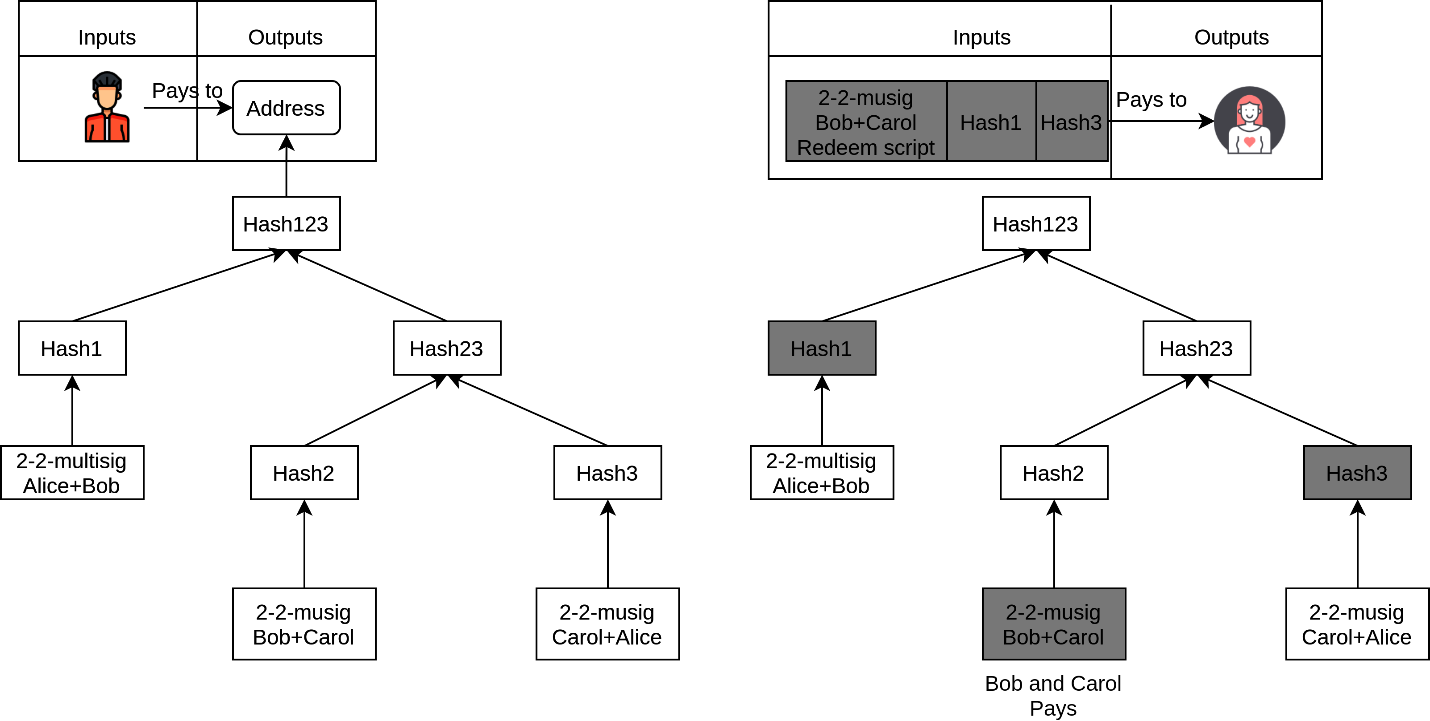 Inputs
Outputs
Pays to
Address
Hash123
Hash1
Hash23
2-2-multisig
Alice+Bob
Hash2
Hash3
2-2-musig
Bob+Carol
2-2-musig
Carol+Alice
Inputs
Outputs
2-2-musig
Bob+Carol
Redeem script
Hash1
Hash3
Pays to
Hash123
Hash1
Hash23
2-2-multisig
Alice+Bob
Hash2
Hash3
2-2-musig
Bob+Carol
2-2-musig
Carol+Alice
Bob and Carol
Pays